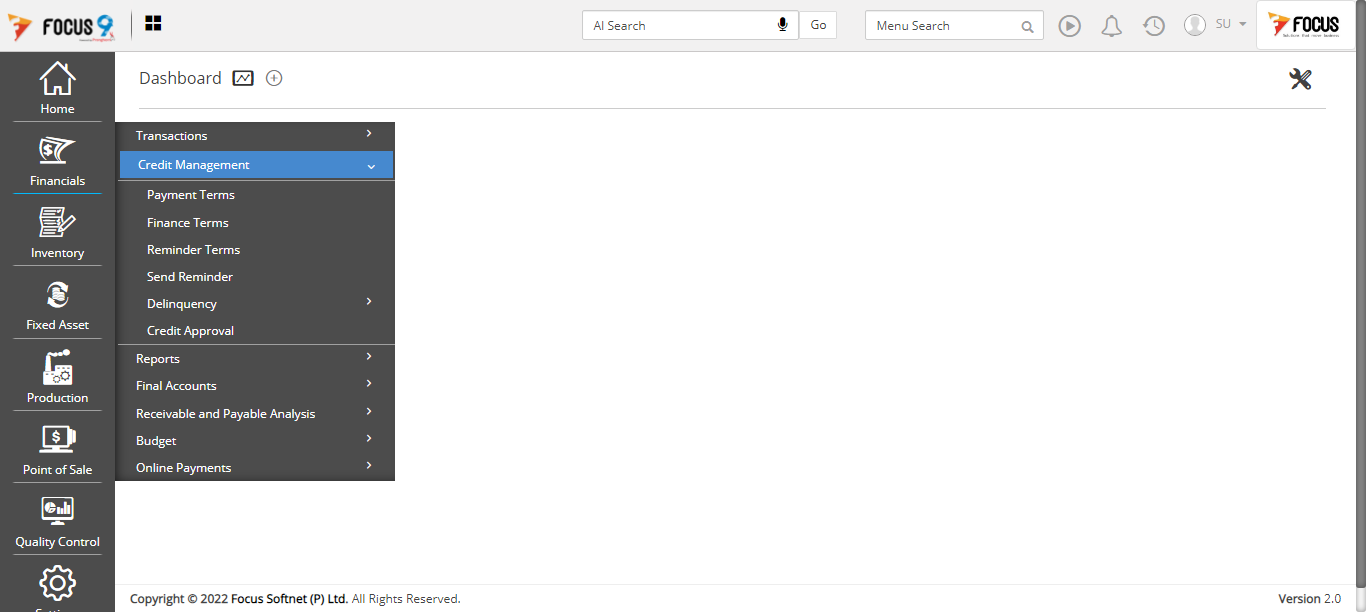 FOCUS 9
AI Search
Go
Menu Search
SU
FOCUS
Dashboard
Home
Financials
Inventory
Fixed Asset
Production
Point of Sale
Quality Control
Transactions
Credit Management
Payment Terms
Finance Terms
Reminder Terms
Send Reminder
Delinquency
Credit Approval
Reports
Final Accounts
Receivable and Payable Analysis
Budget
Online Payments
Copyright © 2022 Focus Softnet (P) Ltd. All Rights Reserved.
Version 2.0